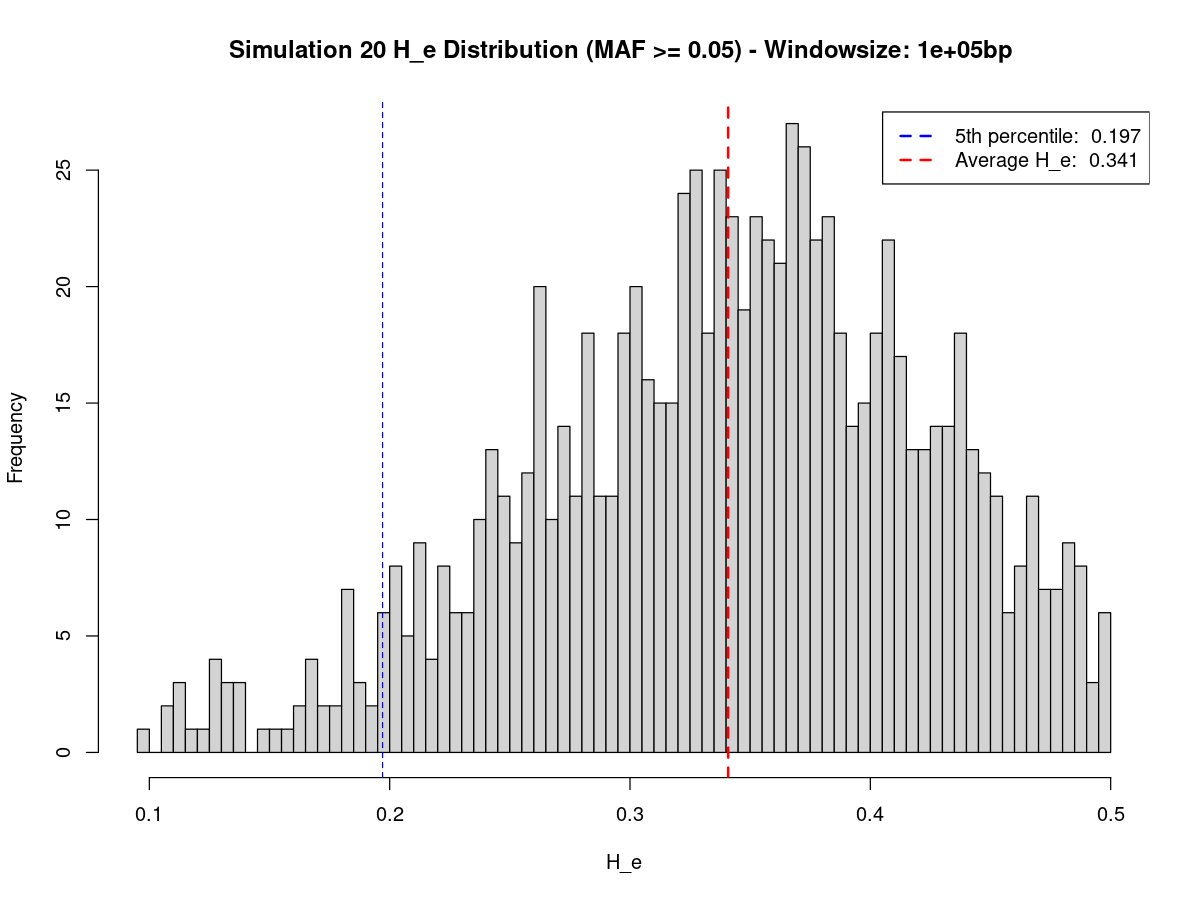 Simulation 20 H_e Distribution (MAF >= 0.05) - Windowsize: 1e+05bp
5th percentile: 0.197
Average H_e: 0.341
Frequency
25
20
15
10
5
0
0.1 0.2 0.3 0.4 0.5
H_e